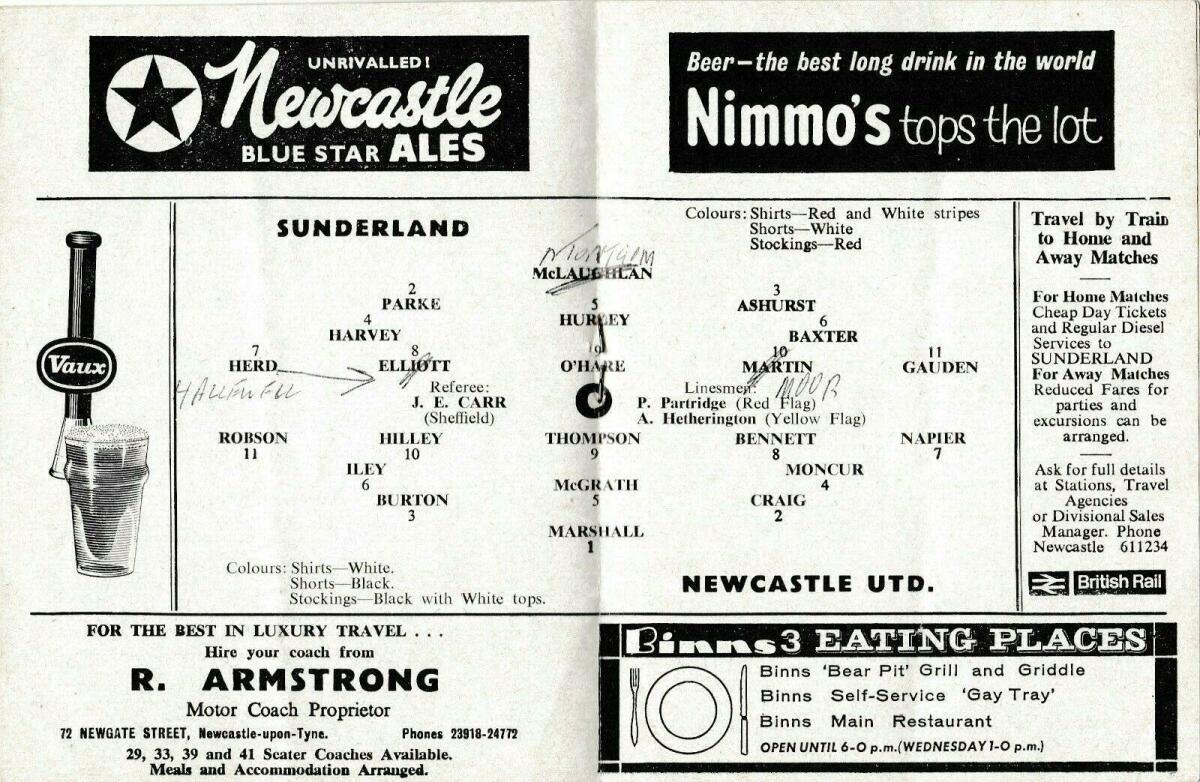 UNRIVALLED!
Newcastle
BLUE STAR ALES
Beer—the best long drink in the world
Nimmo's tops the lot
Vaux
SUNDERLAND
Colours: Shirts—Red and White stripes
Shorts—White
Stockings—Red
MONTGOM
McLAUGHLAN
2
PARKE
5
HURLEY
3
ASHURST
4
HARVEY
6
BAXTER
7
HERD
8
ELLIOTT
9
O'HARE
10
MARTIN
11
GAUDEN
HALLEWELL
MOOR
Referee:
J. E. CARR
(Sheffield)
Linesmen:
P. Partridge (Red Flag)
A. Hetherington (Yellow Flag)
ROBSON
11
HILLEY
10
THOMPSON
9
BENNETT
8
NAPIER
7
ILEY
6
MONCUR
4
BURTON
3
McGRATH
5
CRAIG
2
MARSHALL
1
Colours: Shirts—White.
Shorts—Black.
Stockings—Black with White tops.
NEWCASTLE UTD.
Travel by Train
to Home and
Away Matches
For Home Matches
Cheap Day Tickets
and Regular Diesel
Services to
SUNDERLAND
For Away Matches
Reduced Fares for
parties and
excursions can be
arranged.
Ask for full details
at Stations, Travel
Agencies
or Divisional Sales
Manager. Phone
Newcastle 611234
British Rail
FOR THE BEST IN LUXURY TRAVEL . . .
Hire your coach from
R. ARMSTRONG
Motor Coach Proprietor
72 NEWGATE STREET, Newcastle-upon-Tyne. Phones 23918-24772
29, 33, 39 and 41 Seater Coaches Available.
Meals and Accommodation Arranged.
Binns 3 EATING PLACES
Binns 'Bear Pit' Grill and Griddle
Binns Self-Service 'Gay Tray'
Binns Main Restaurant
OPEN UNTIL 6-0 p.m.(WEDNESDAY 1-0 p.m.)